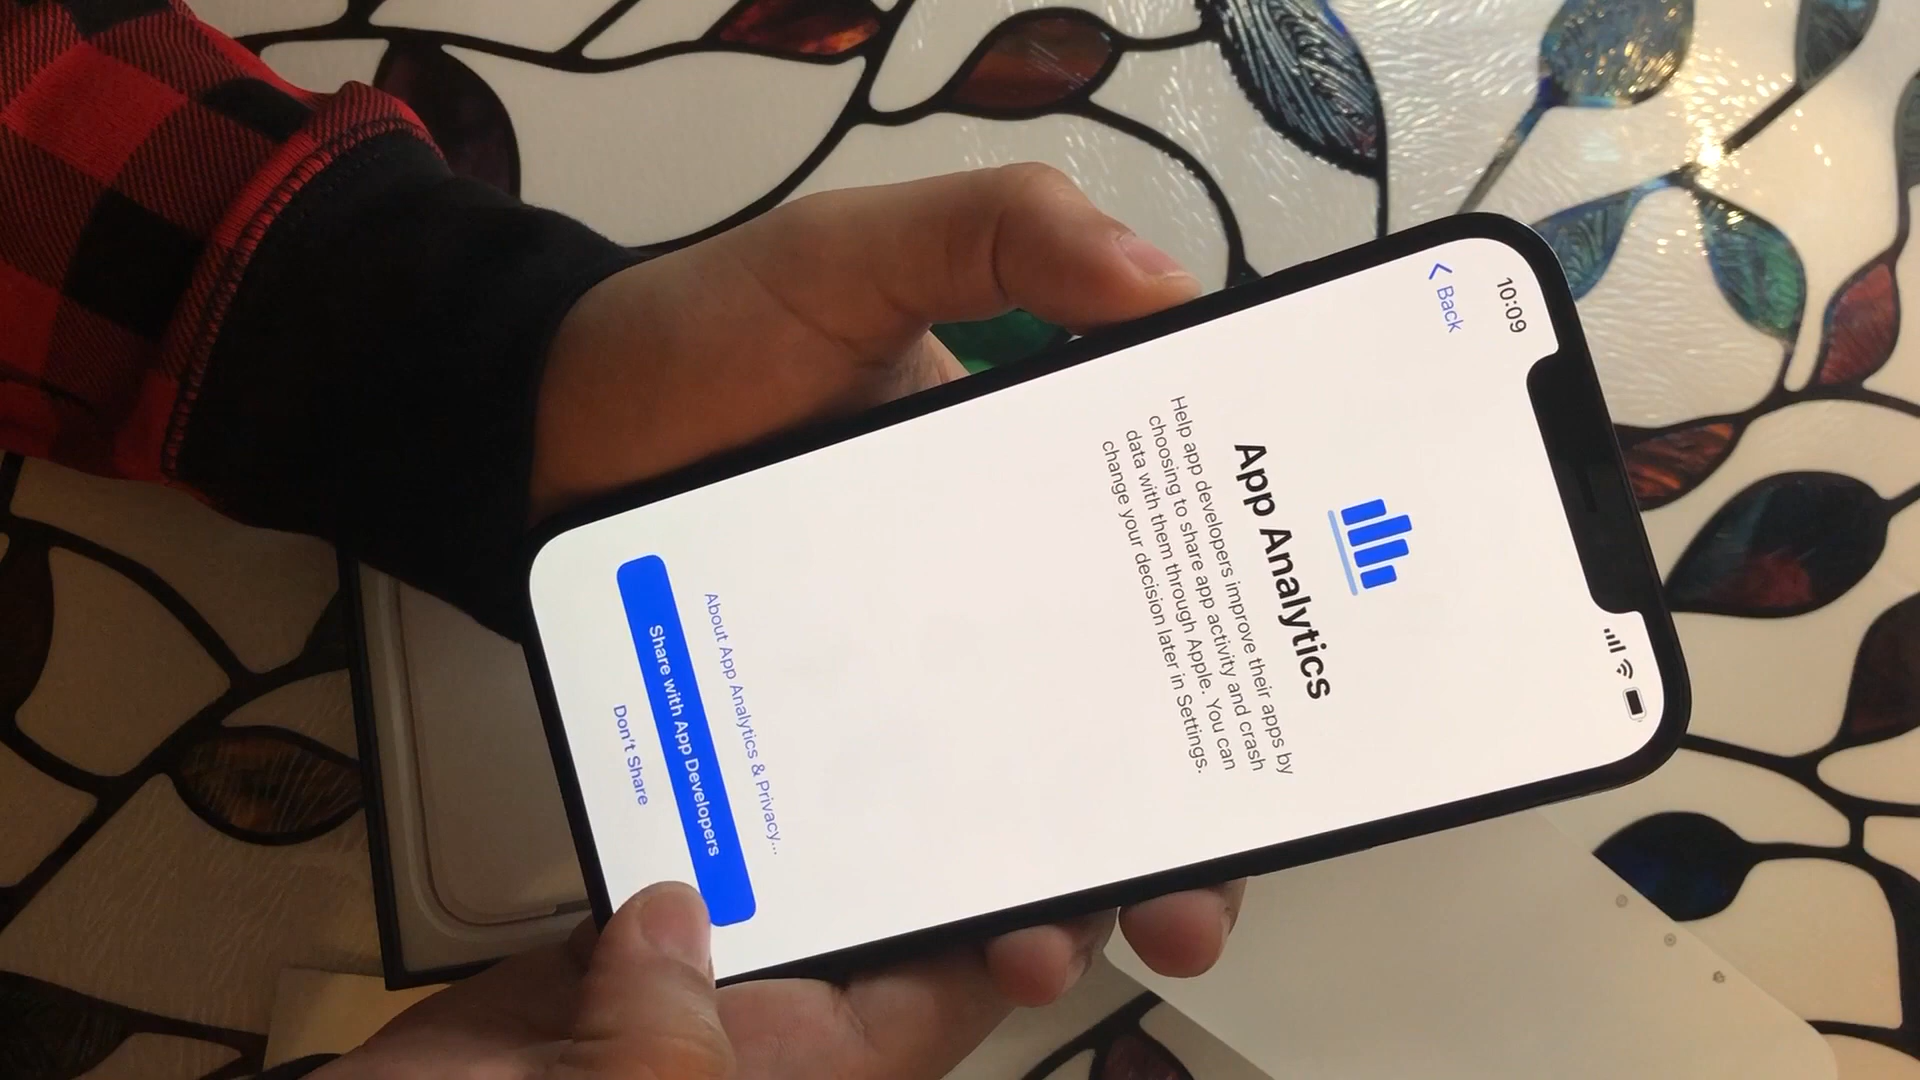 10:09
Back
App Analytics
Help app developers improve their apps by
choosing to share app activity and crash
data with them through Apple. You can
change your decision later in Settings.
About App Analytics & Privacy...
Share with App Developers
Don't Share